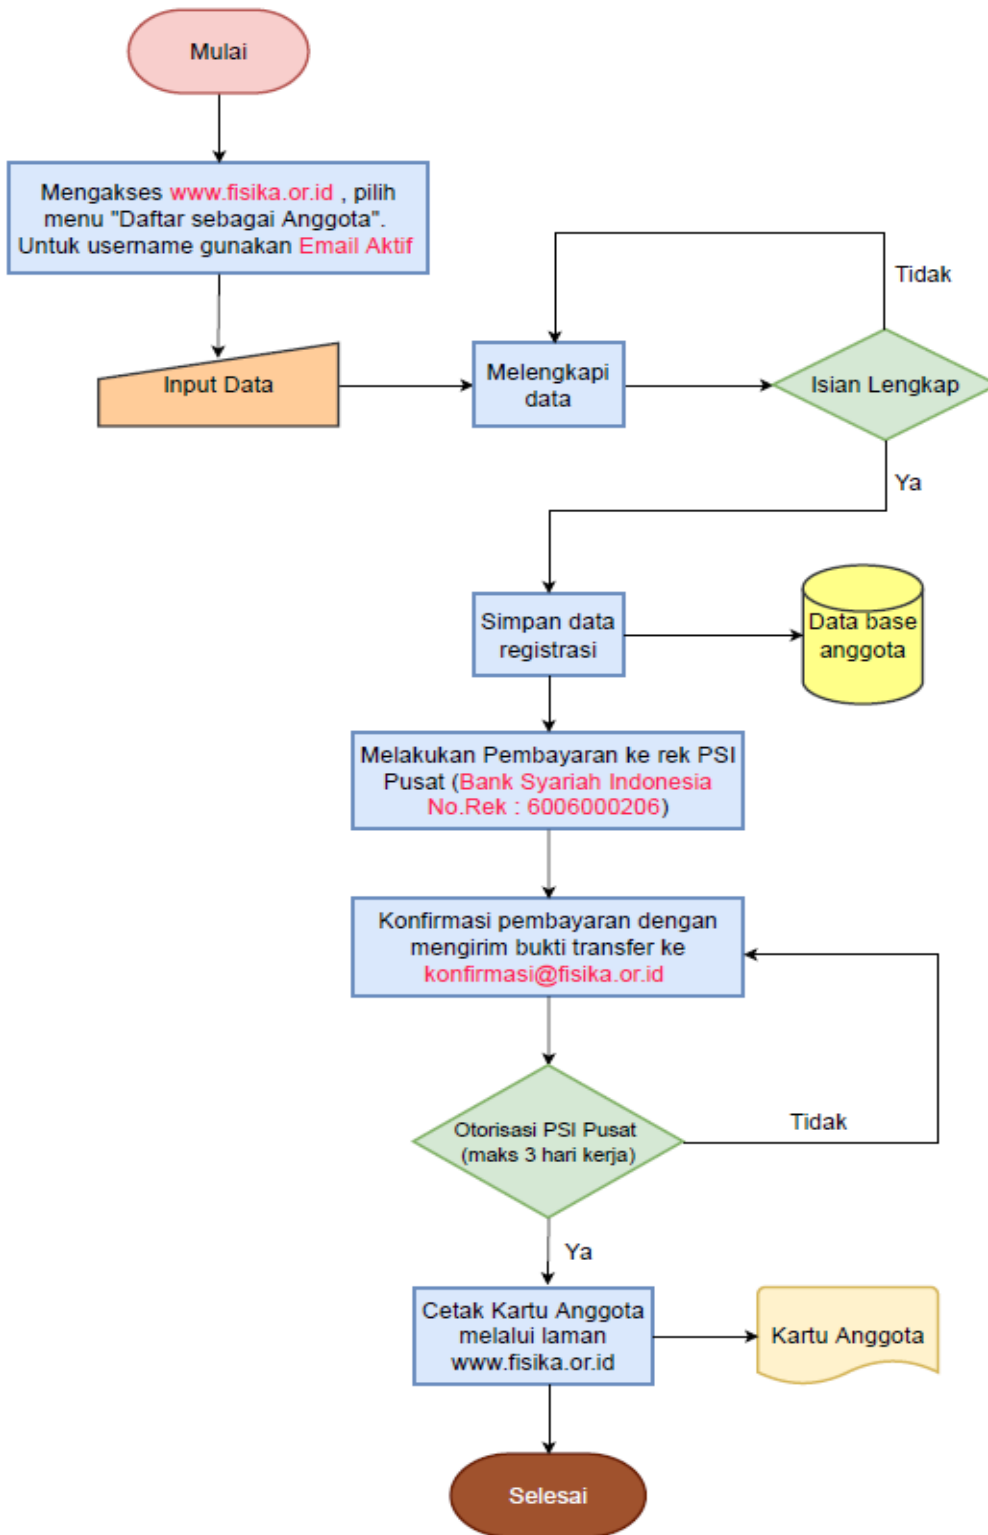 Mulai
Mengakses www.fisika.or.id , pilih
menu "Daftar sebagai Anggota".
Untuk username gunakan Email Aktif
Input Data
Melengkapi
data
Isian Lengkap
Tidak
Ya
Simpan data
registrasi
Data base
anggota
Melakukan Pembayaran ke rek PSI
Pusat (Bank Syariah Indonesia
No.Rek : 6006000206)
Konfirmasi pembayaran dengan
mengirim bukti transfer ke
konfirmasi@fisika.or.id
Otorisasi PSI Pusat
(maks 3 hari kerja)
Tidak
Ya
Cetak Kartu Anggota
melalui laman
www.fisika.or.id
Kartu Anggota
Selesai